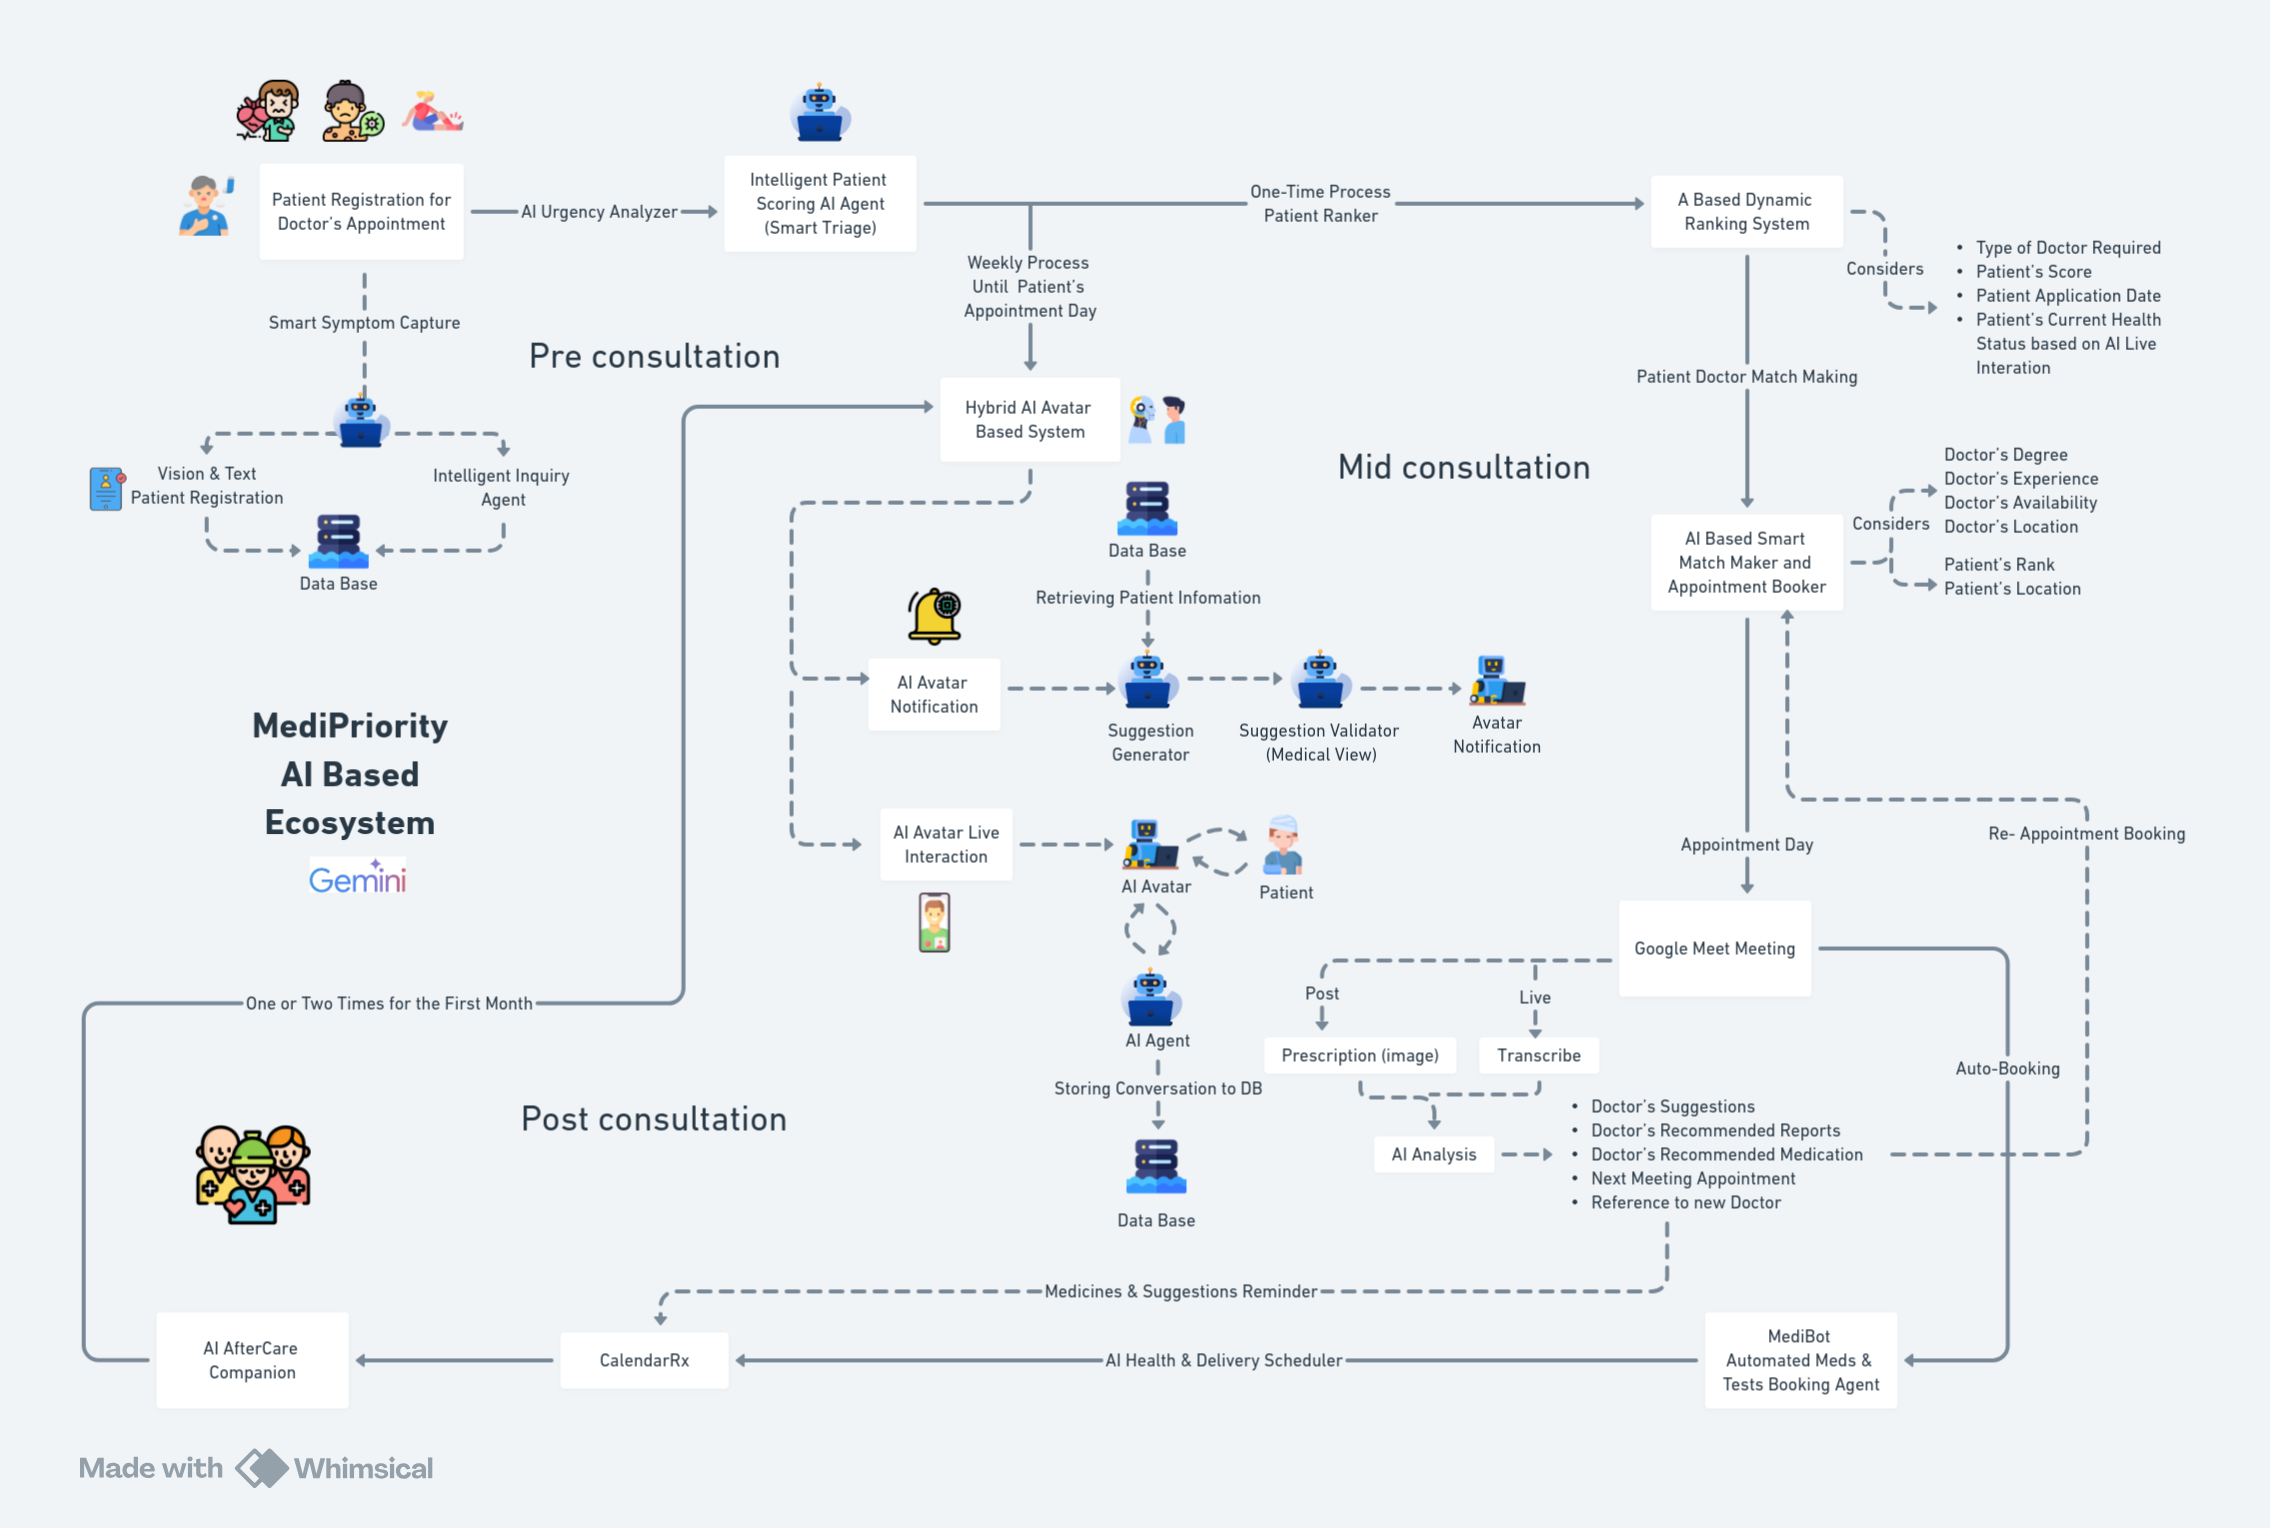 Patient Registration for
Doctor's Appointment
AI Urgency Analyzer
Intelligent Patient
Scoring AI Agent
(Smart Triage)
One-Time Process
Patient Ranker
A Based Dynamic
Ranking System
Considers
• Type of Doctor Required
• Patient's Score
• Patient Application Date
• Patient's Current Health
Status based on AI Live
Interation
Weekly Process
Until Patient's
Appointment Day
Smart Symptom Capture
Pre consultation
Patient Doctor Match Making
Hybrid AI Avatar
Based System
Mid consultation
Vision & Text
Patient Registration
Intelligent Inquiry
Agent
Data Base
Data Base
Retrieving Patient Infomation
AI Based Smart
Match Maker and
Appointment Booker
Considers
Doctor's Degree
Doctor's Experience
Doctor's Availability
Doctor's Location
Patient's Rank
Patient's Location
AI Avatar
Notification
Suggestion
Generator
Suggestion Validator
(Medical View)
Avatar
Notification
MediPriority
AI Based
Ecosystem
Gemini
AI Avatar Live
Interaction
AI Avatar
Patient
Appointment Day
Re- Appointment Booking
Google Meet Meeting
Post
Live
One or Two Times for the First Month
AI Agent
Prescription (image)
Transcribe
Auto-Booking
Storing Conversation to DB
Post consultation
AI Analysis
• Doctor's Suggestions
• Doctor's Recommended Reports
• Doctor's Recommended Medication
• Next Meeting Appointment
• Reference to new Doctor
Data Base
Medicines & Suggestions Reminder
AI AfterCare
Companion
CalendarRx
AI Health & Delivery Scheduler
MediBot
Automated Meds &
Tests Booking Agent
Made with Whimsical